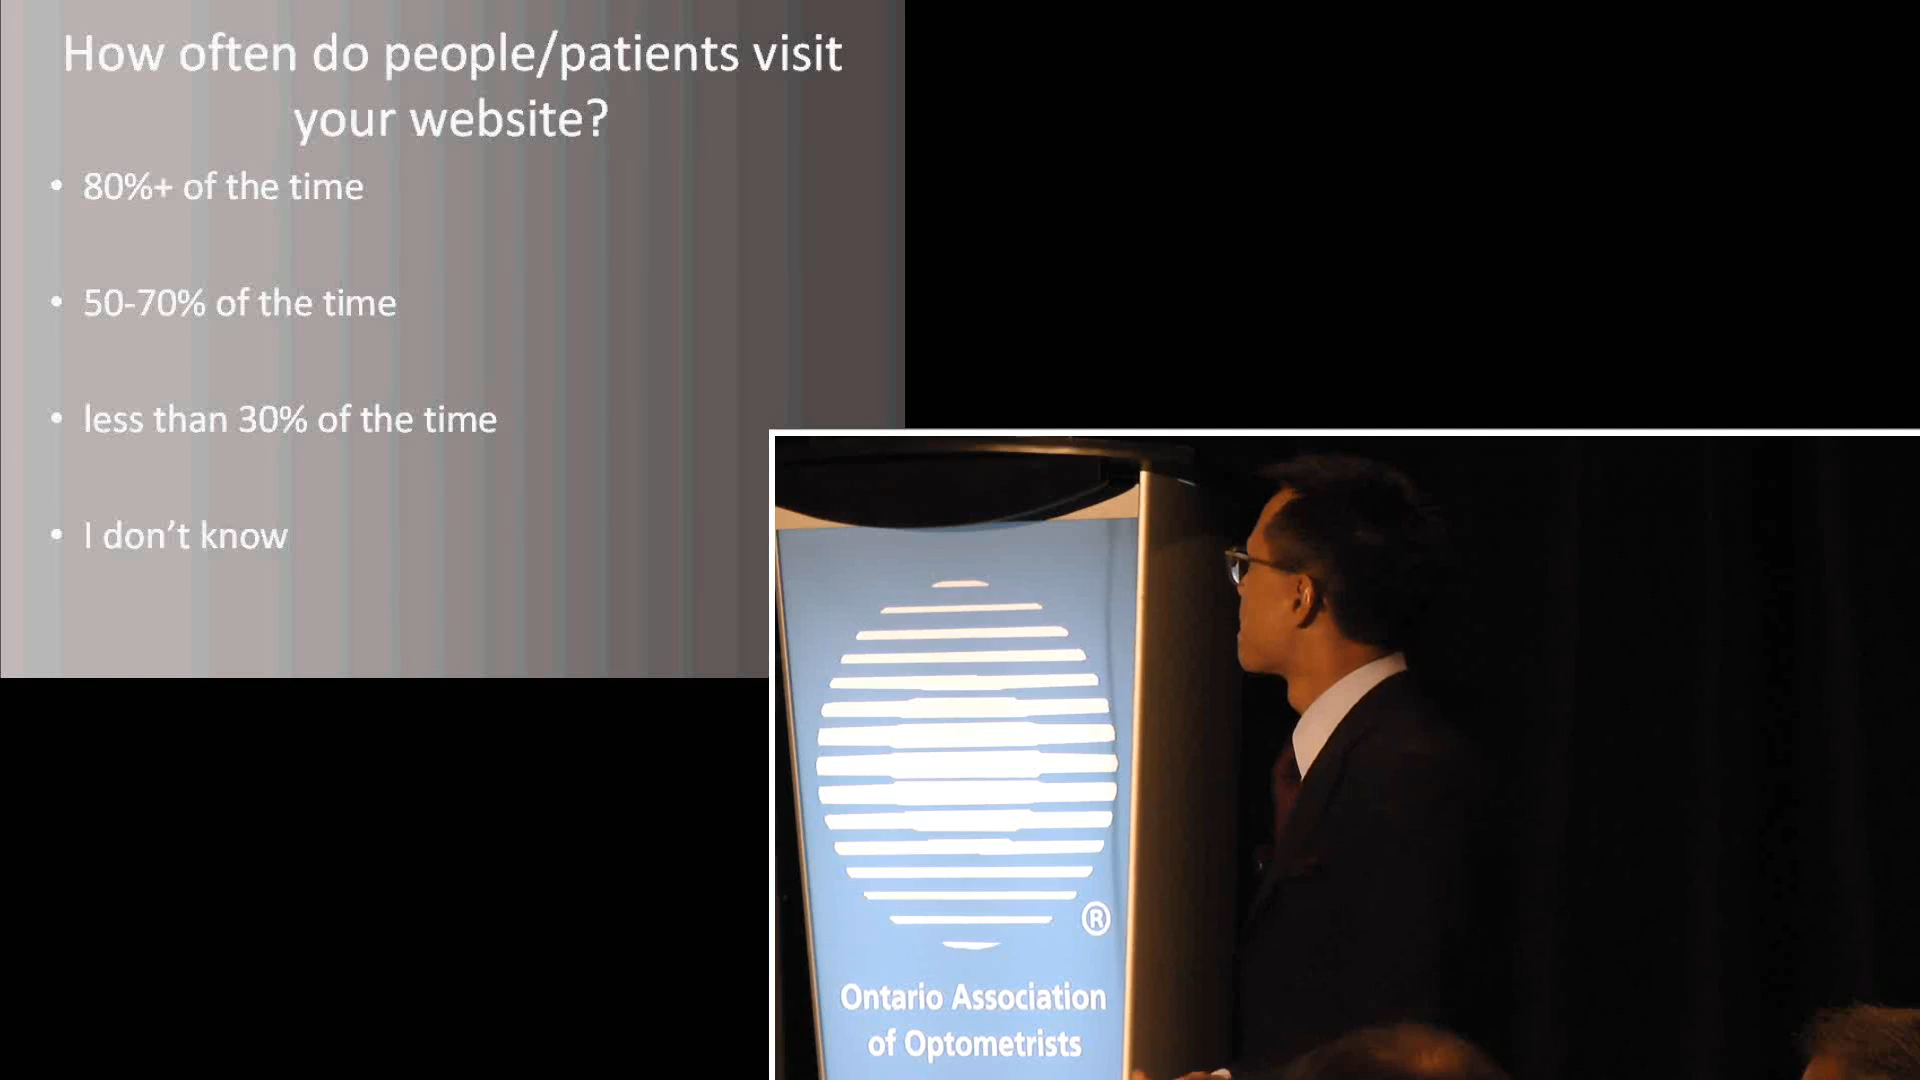 How often do people/patients visit
your website?
• 80%+ of the time
• 50-70% of the time
• less than 30% of the time
• I don’t know
®
Ontario Association
of Optometrists